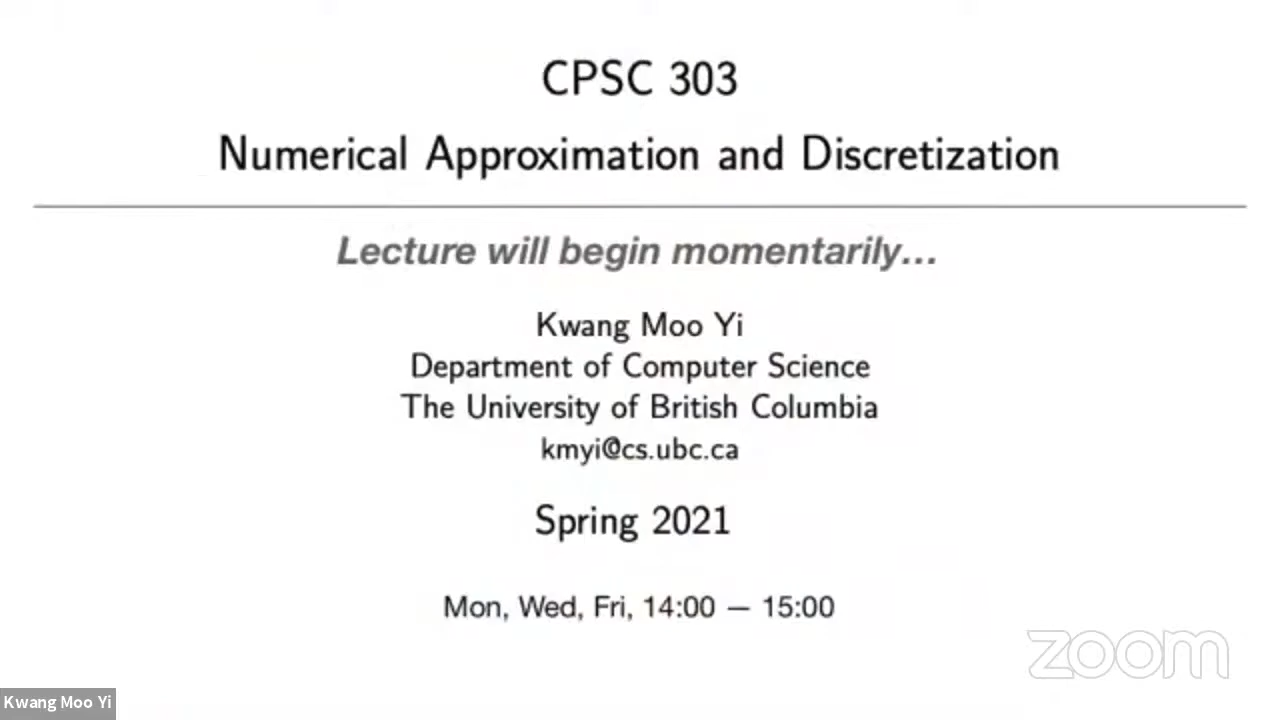 CPSC 303
Numerical Approximation and Discretization
Lecture will begin momentarily...
Kwang Moo Yi
Department of Computer Science
The University of British Columbia
kmyi@cs.ubc.ca
Spring 2021
Mon, Wed, Fri, 14:00 — 15:00
zoom
Kwang Moo Yi